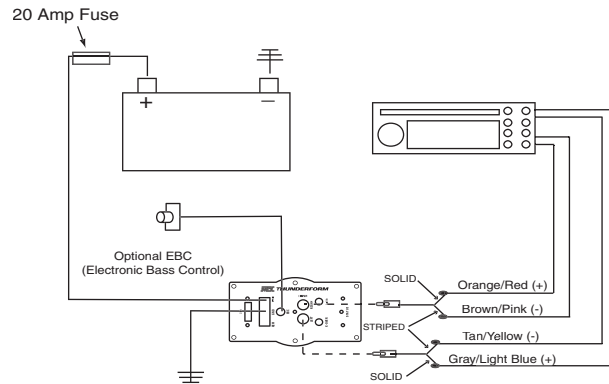 20 Amp Fuse
+
–
Optional EBC
(Electronic Bass Control)
MTX THUNDERFORM
SOLID
Orange/Red (+)
Brown/Pink (-)
STRIPED
Tan/Yellow (-)
Gray/Light Blue (+)
SOLID